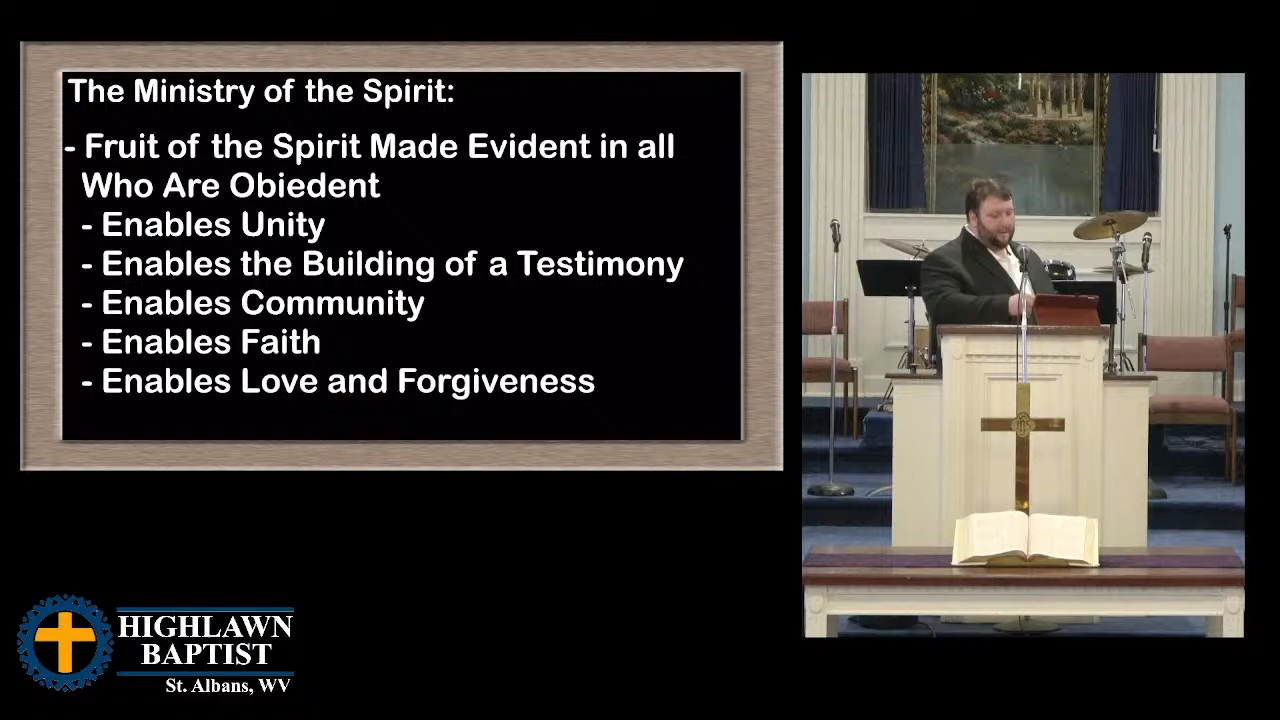 The Ministry of the Spirit:
- Fruit of the Spirit Made Evident in all
Who Are Obiedent
- Enables Unity
- Enables the Building of a Testimony
- Enables Community
- Enables Faith
- Enables Love and Forgiveness
HIGHLAWN
BAPTIST
St. Albans, WV